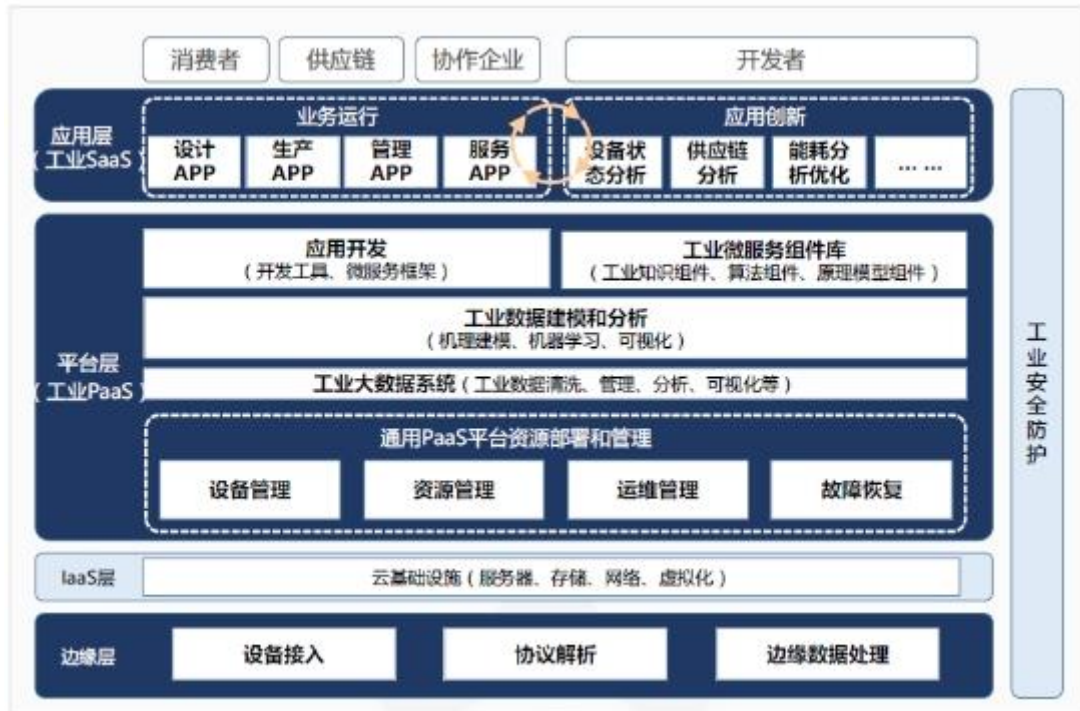 消费者
供应链
协作企业
开发者
应用层
（工业SaaS）
业务运行
设计
APP
生产
APP
管理
APP
服务
APP
应用创新
设备状
态分析
供应链
分析
能耗分
析优化
... ...
平台层
（工业PaaS）
应用开发
（开发工具、微服务框架）
工业微服务组件库
（工业知识组件、算法组件、原理模型组件）
工业数据建模和分析
（机理建模、机器学习、可视化）
工业大数据系统（工业数据清洗、管理、分析、可视化等）
通用PaaS平台资源部署和管理
设备管理
资源管理
运维管理
故障恢复
IaaS层
云基础设施（服务器、存储、网络、虚拟化）
边缘层
设备接入
协议解析
边缘数据处理
工业安全防护